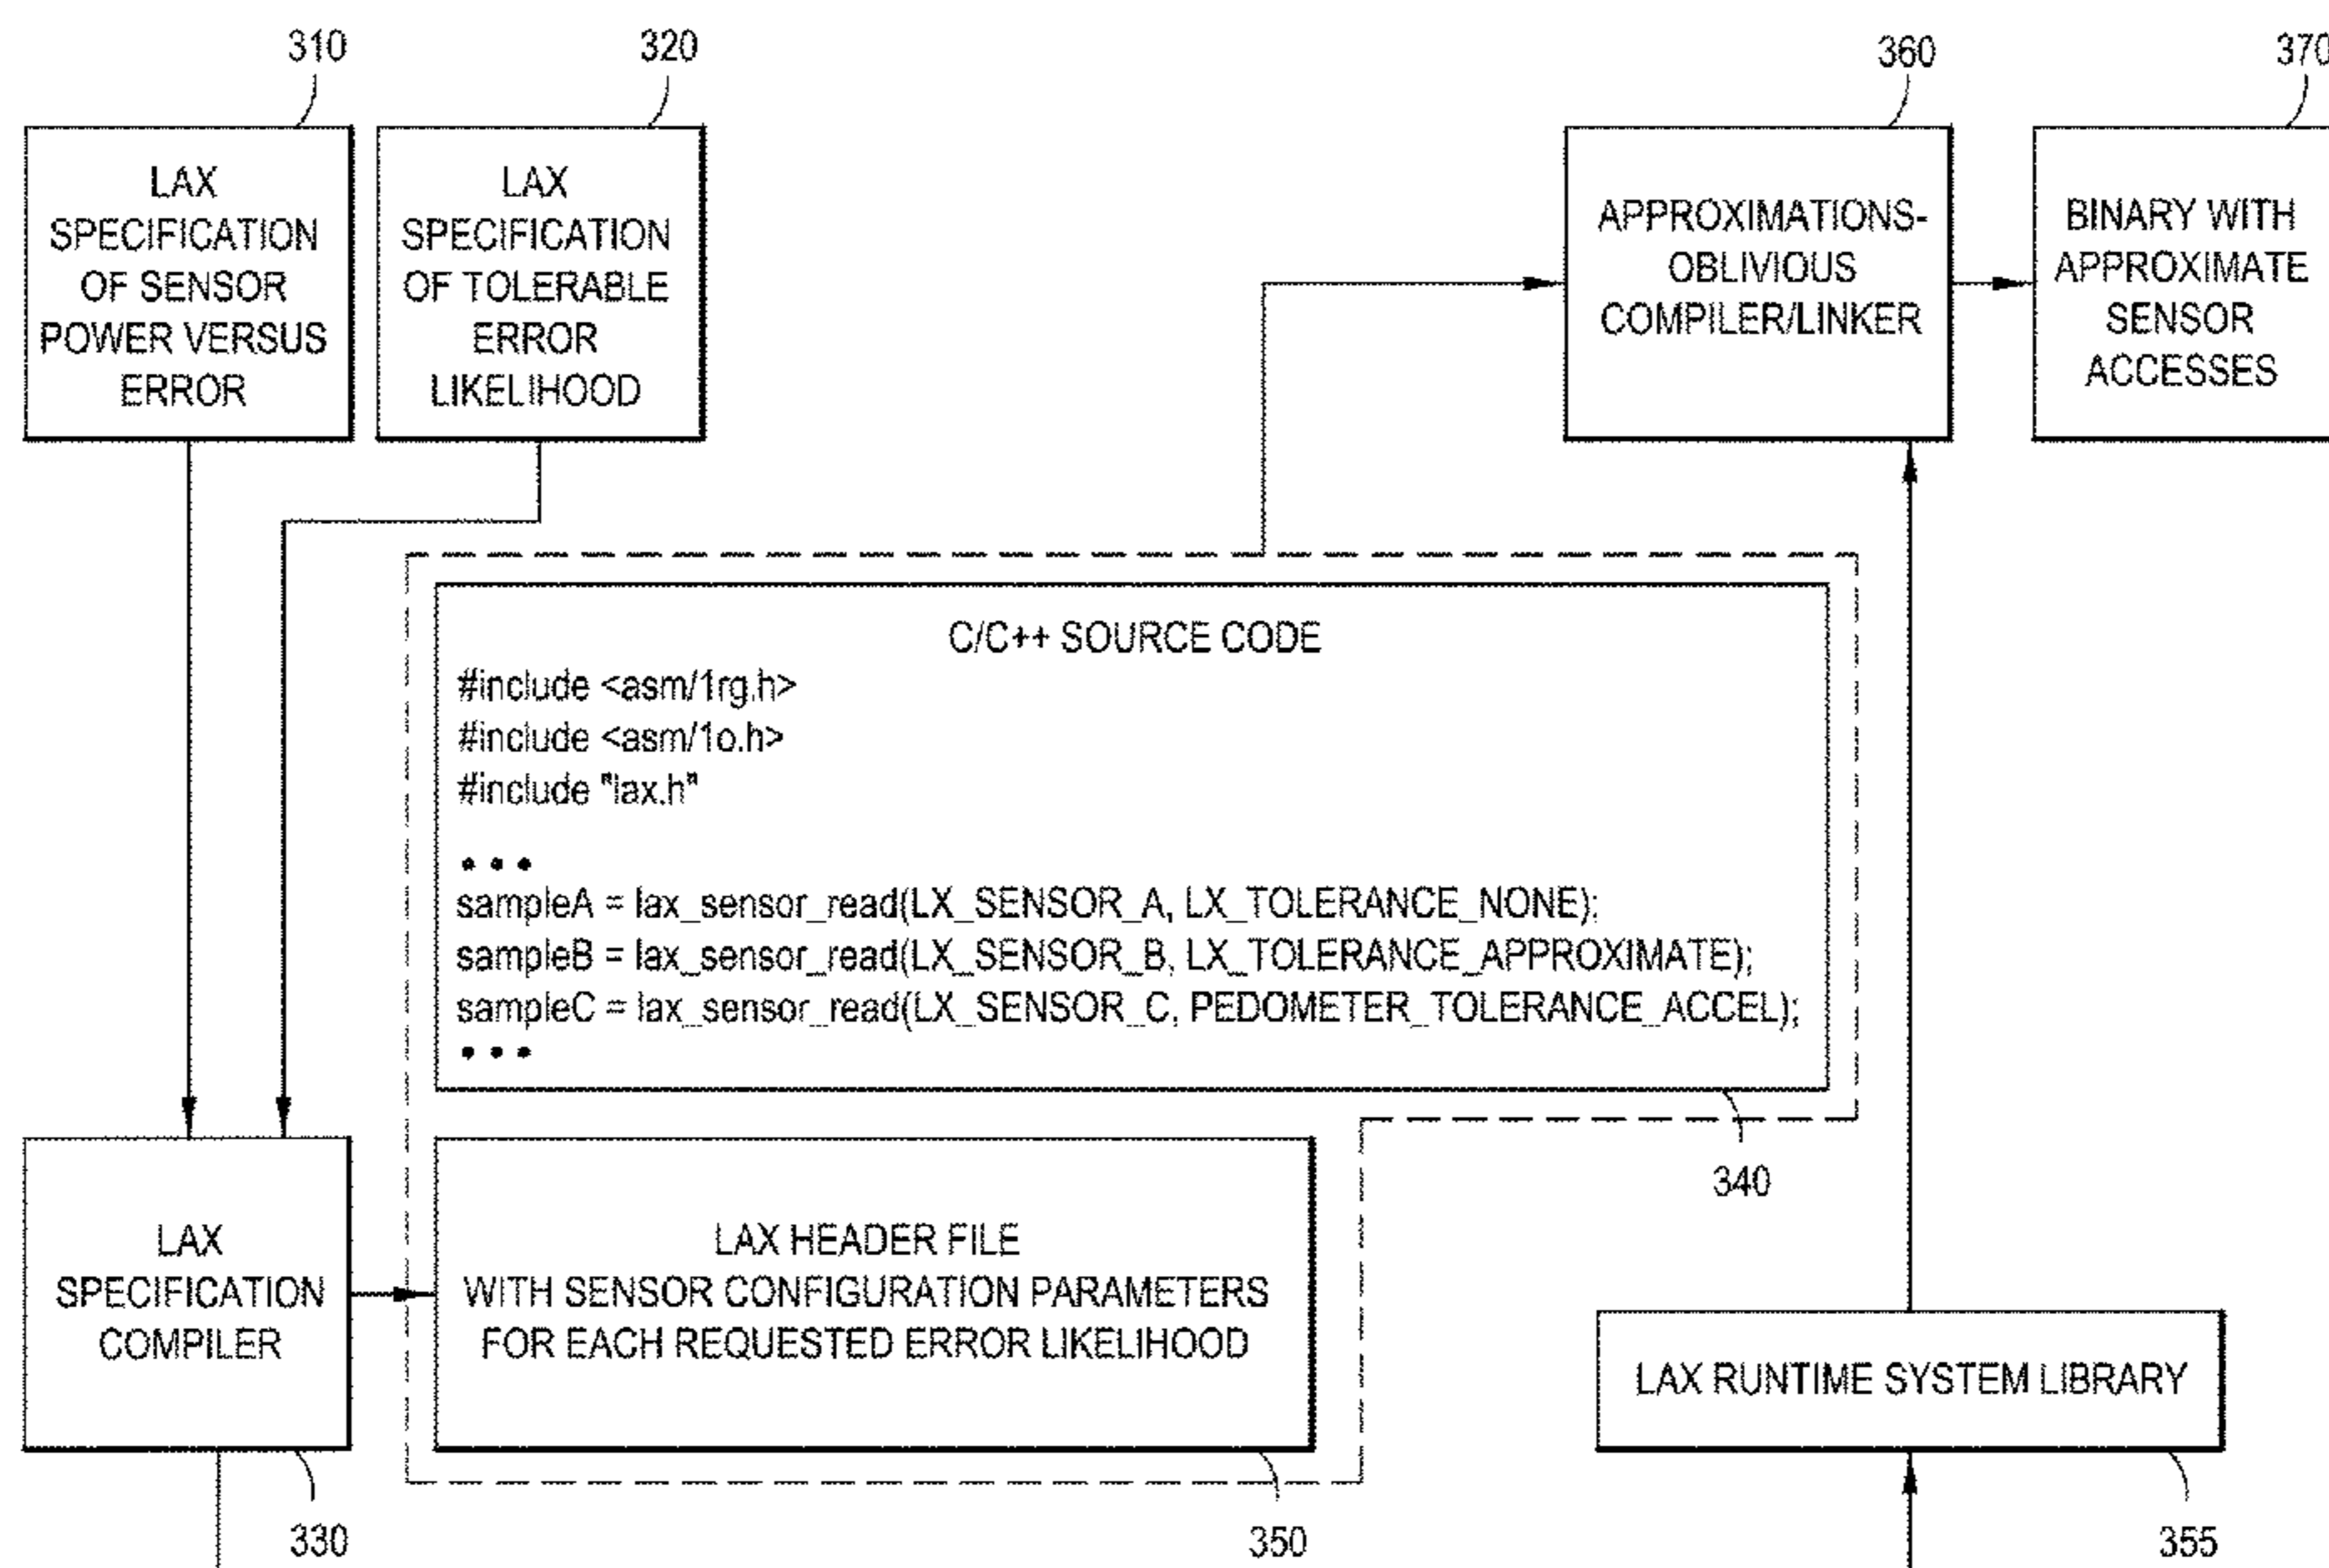 310
320
360
370
LAX
SPECIFICATION
OF SENSOR
POWER VERSUS
ERROR
LAX
SPECIFICATION
OF TOLERABLE
ERROR
LIKELIHOOD
APPROXIMATIONS-
OBLIVIOUS
COMPILER/LINKER
BINARY WITH
APPROXIMATE
SENSOR
ACCESSES
C/C++ SOURCE CODE
#include <asm/1rg.h>
#include <asm/1o.h>
#include "lax.h"
• • •
sampleA = lax_sensor_read(LX_SENSOR_A, LX_TOLERANCE_NONE);
sampleB = lax_sensor_read(LX_SENSOR_B, LX_TOLERANCE_APPROXIMATE);
sampleC = lax_sensor_read(LX_SENSOR_C, PEDOMETER_TOLERANCE_ACCEL);
• • •
340
LAX
SPECIFICATION
COMPILER
LAX HEADER FILE
WITH SENSOR CONFIGURATION PARAMETERS
FOR EACH REQUESTED ERROR LIKELIHOOD
LAX RUNTIME SYSTEM LIBRARY
330
350
355